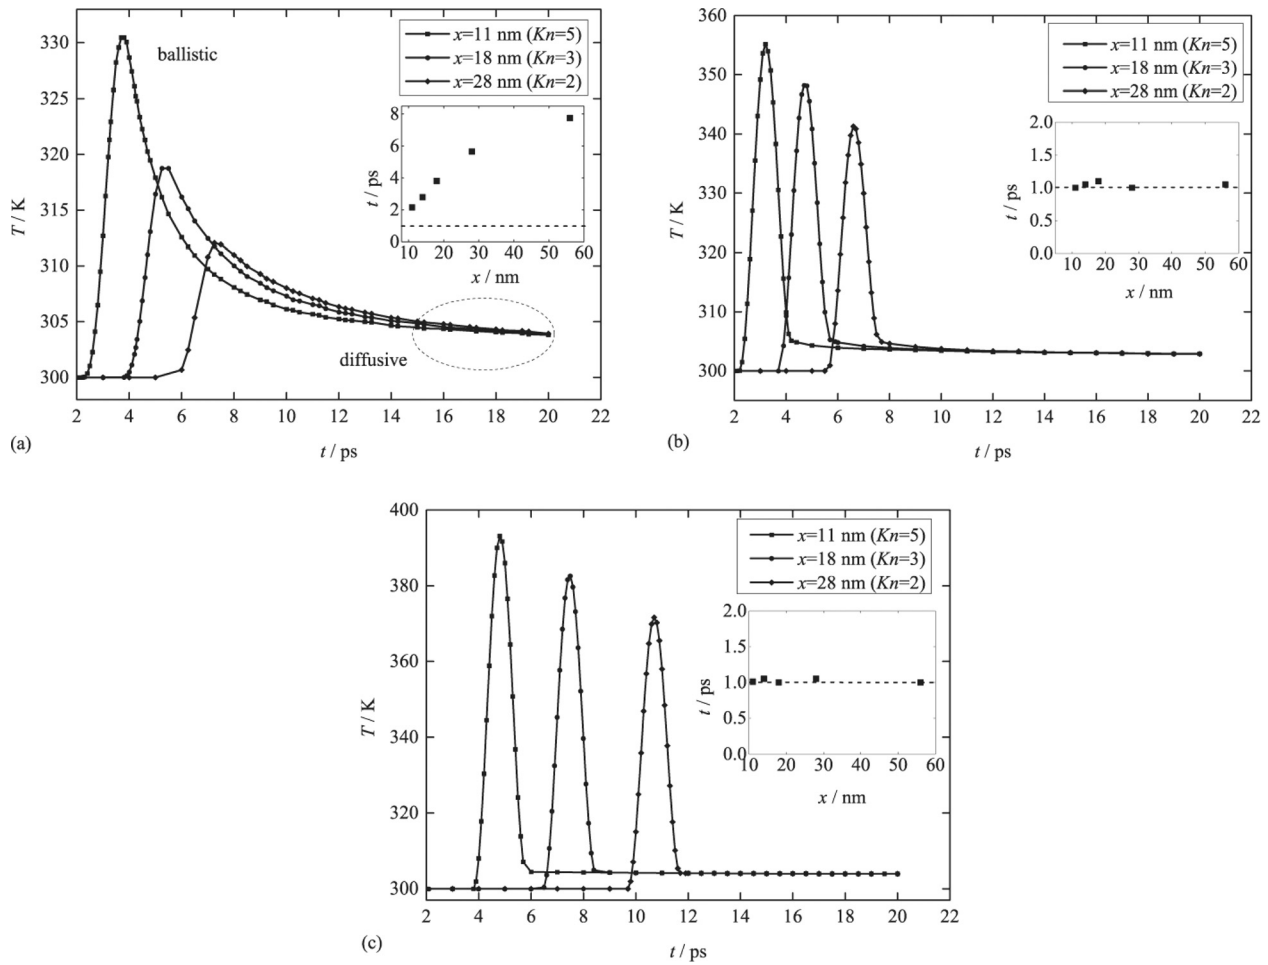 330
325
320
315
310
305
300
T / K
2 4 6 8 10 12 14 16 18 20 22
t / ps
(a)
ballistic
diffusive
x=11 nm (Kn=5)
x=18 nm (Kn=3)
x=28 nm (Kn=2)
8
6
4
2
0
t / ps
10 20 30 40 50 60
x / nm
360
350
340
330
320
310
300
T / K
2 4 6 8 10 12 14 16 18 20 22
t / ps
(b)
x=11 nm (Kn=5)
x=18 nm (Kn=3)
x=28 nm (Kn=2)
2.0
1.5
1.0
0.5
0.0
t / ps
10 20 30 40 50 60
x / nm
400
380
360
340
320
300
T / K
2 4 6 8 10 12 14 16 18 20 22
t / ps
(c)
x=11 nm (Kn=5)
x=18 nm (Kn=3)
x=28 nm (Kn=2)
2.0
1.5
1.0
0.5
0.0
t / ps
10 20 30 40 50 60
x / nm